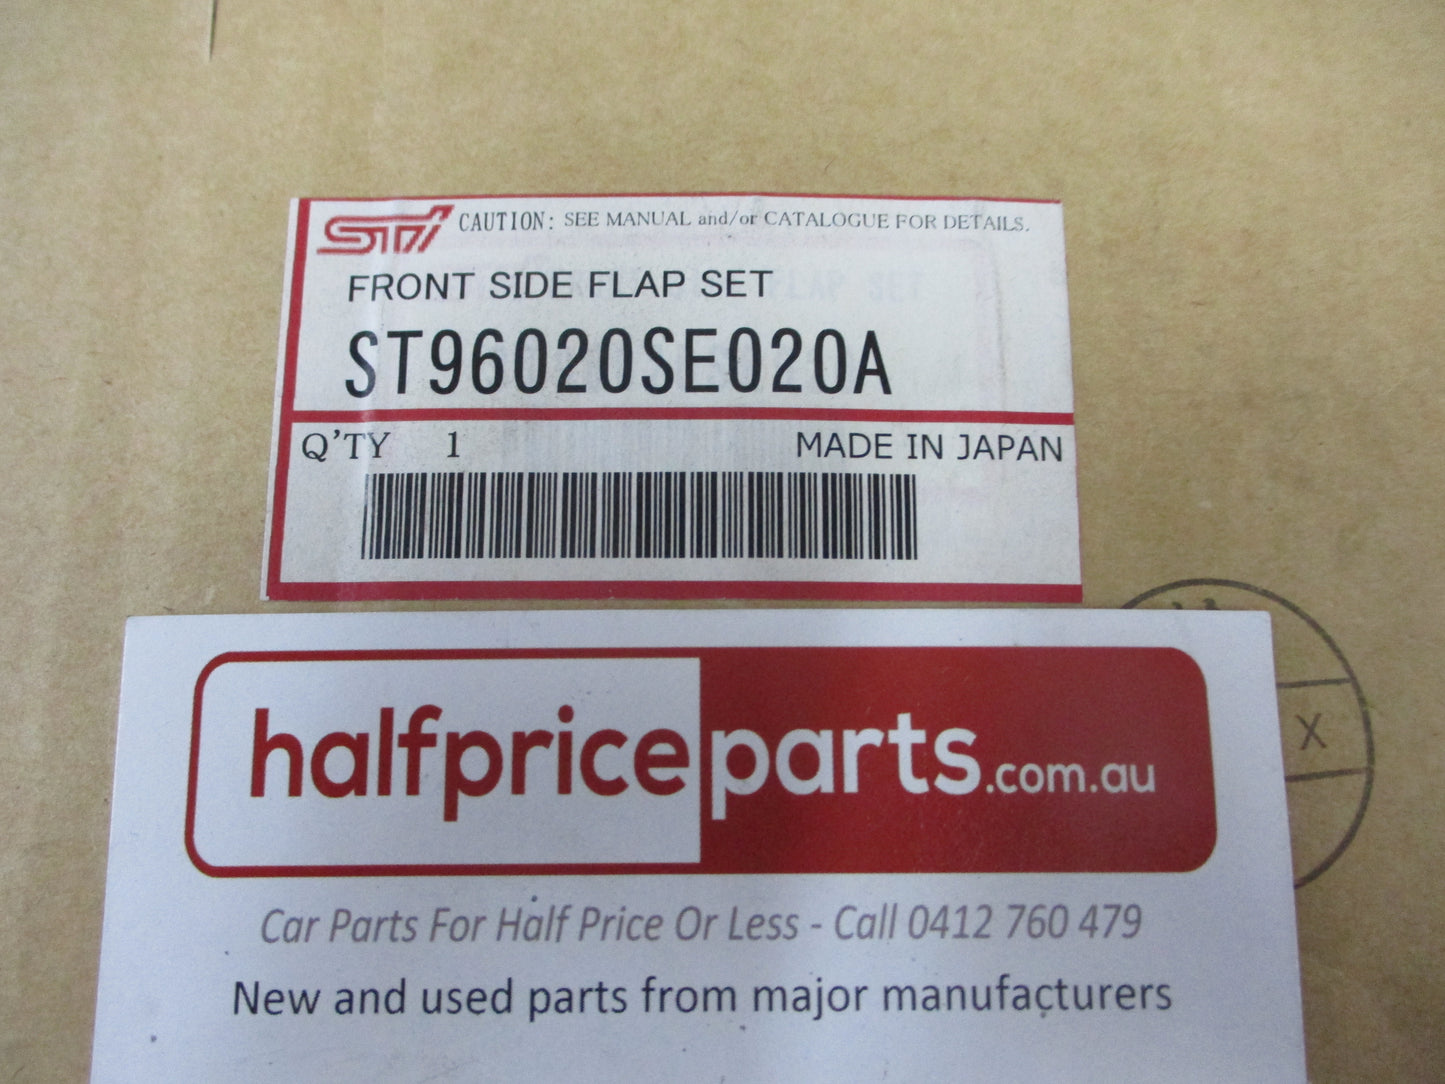 STI CAUTION: SEE MANUAL and/or CATALOGUE FOR DETAILS.
FRONT SIDE FLAP SET
ST96020SE020A
Q'TY 1 MADE IN JAPAN
X
halfpriceparts.com.au
Car Parts For Half Price Or Less - Call 0412 760 479
New and used parts from major manufacturers